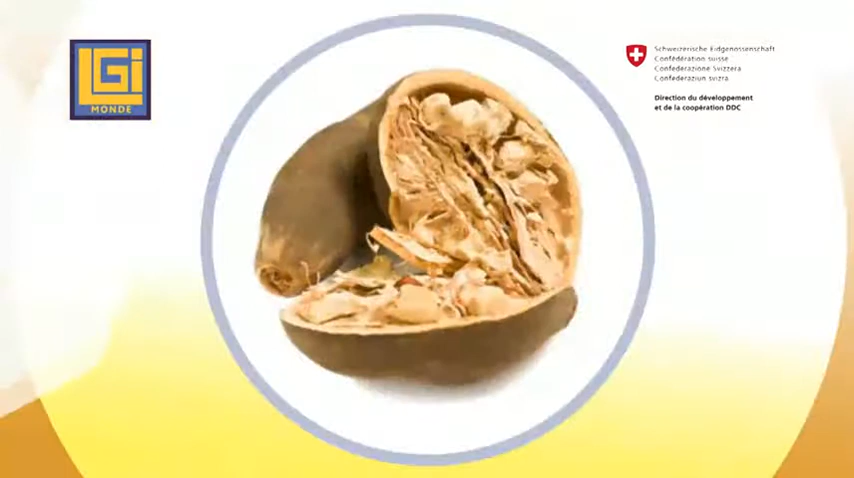 LGi
MONDE
Schweizerische Eidgenossenschaft
Confédération suisse
Confederazione Svizzera
Confederaziun svizra
Direction du développement
et de la coopération DDC